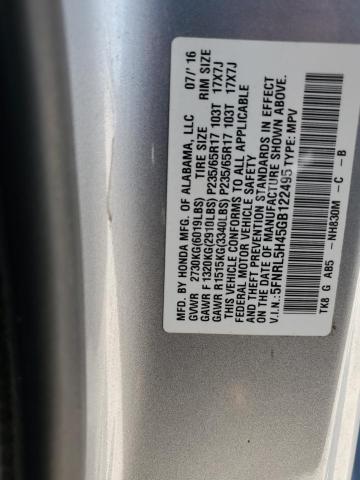 MFD. BY HONDA MFG. OF ALABAMA, LLC 07/'16
GVWR 2730KG(6019LBS) TIRE SIZE RIM SIZE
GAWR F 1320KG(2910LBS) P235/65R17 103T 17X7J
GAWR R1515KG(3340LBS) P235/65R17 103T 17X7J
THIS VEHICLE CONFORMS TO ALL APPLICABLE
FEDERAL MOTOR VEHICLE SAFETY AND THEFT
PREVENTION STANDARDS IN EFFECT
ON THE DATE OF MANUFACTURE SHOWN ABOVE.
V.I.N.:5FNRL5H45GB122495 TYPE: MPV
TK8 G AB5 -NH830M -C -B